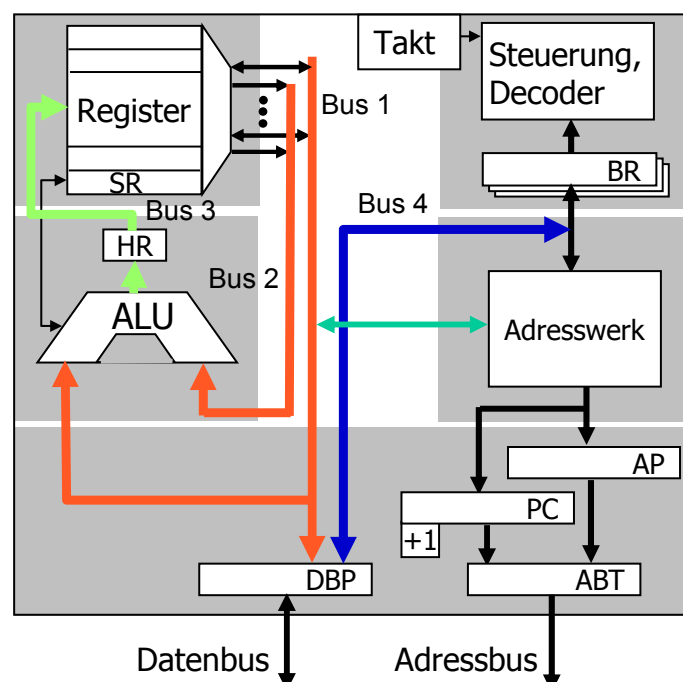 Takt
Steuerung,
Decoder
Register
Bus 1
SR
BR
Bus 3
Bus 4
HR
Bus 2
ALU
Adresswerk
AP
PC
+1
DBP
ABT
Datenbus
Adressbus